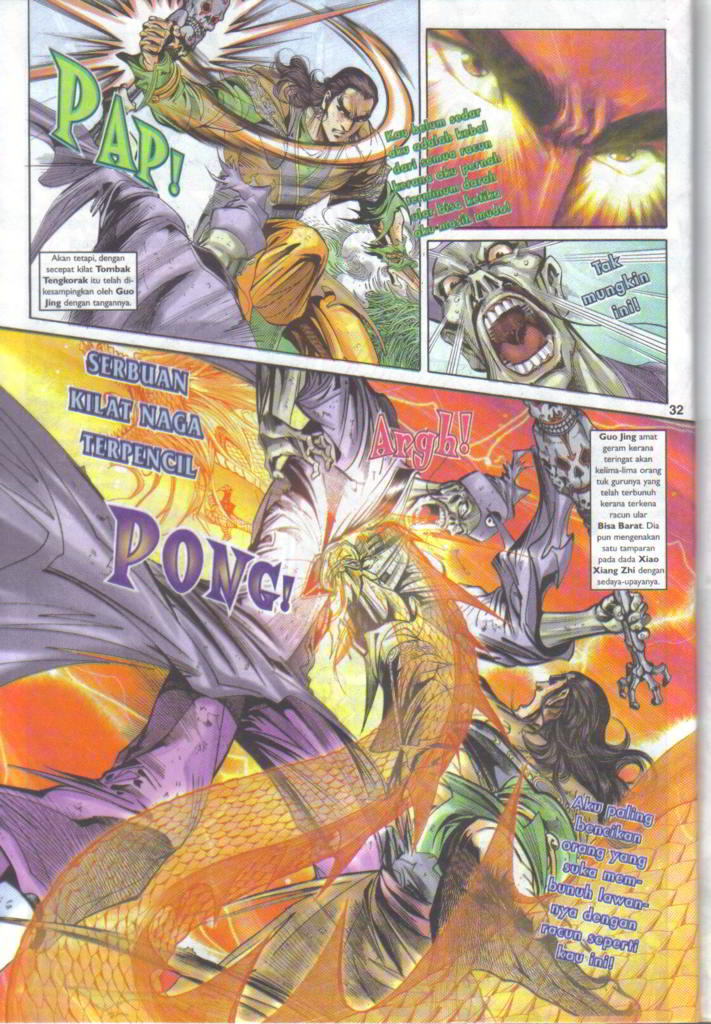 PAP!
Kau belum sedar
aku adalah kebal
dari semua racun
kerana aku pernah
terminum darah
ular bisa ketika
aku masih muda!
Akan tetapi, dengan
secepat kilat Tombak
Tengkorak itu telah di-
kesampingkan oleh Guo
Jing dengan tangannya.
Tak
mungkin
ini!
32
SERBUAN
KILAT NAGA
TERPENCIL
Argh!
PONG!
Guo Jing amat
geram kerana
teringat akan
kelima-lima orang
tuk gurunya yang
telah terbunuh
kerana terkena
racun ular
Bisa Barat. Dia
pun mengenakan
satu tamparan
pada dada Xiao
Xiang Zhi dengan
sedaya-upayanya.
Aku paling
bencikan
orang yang
suka mem-
bunuh lawan-
nya dengan
racun seperti
kau ini!